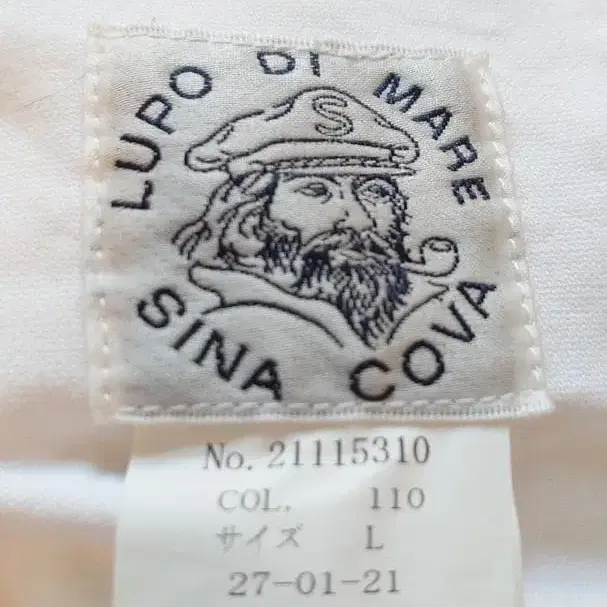 LUPO DI MARE
S
SINA COVA
No. 21115310
COL. 110
サイズ L
27-01-21